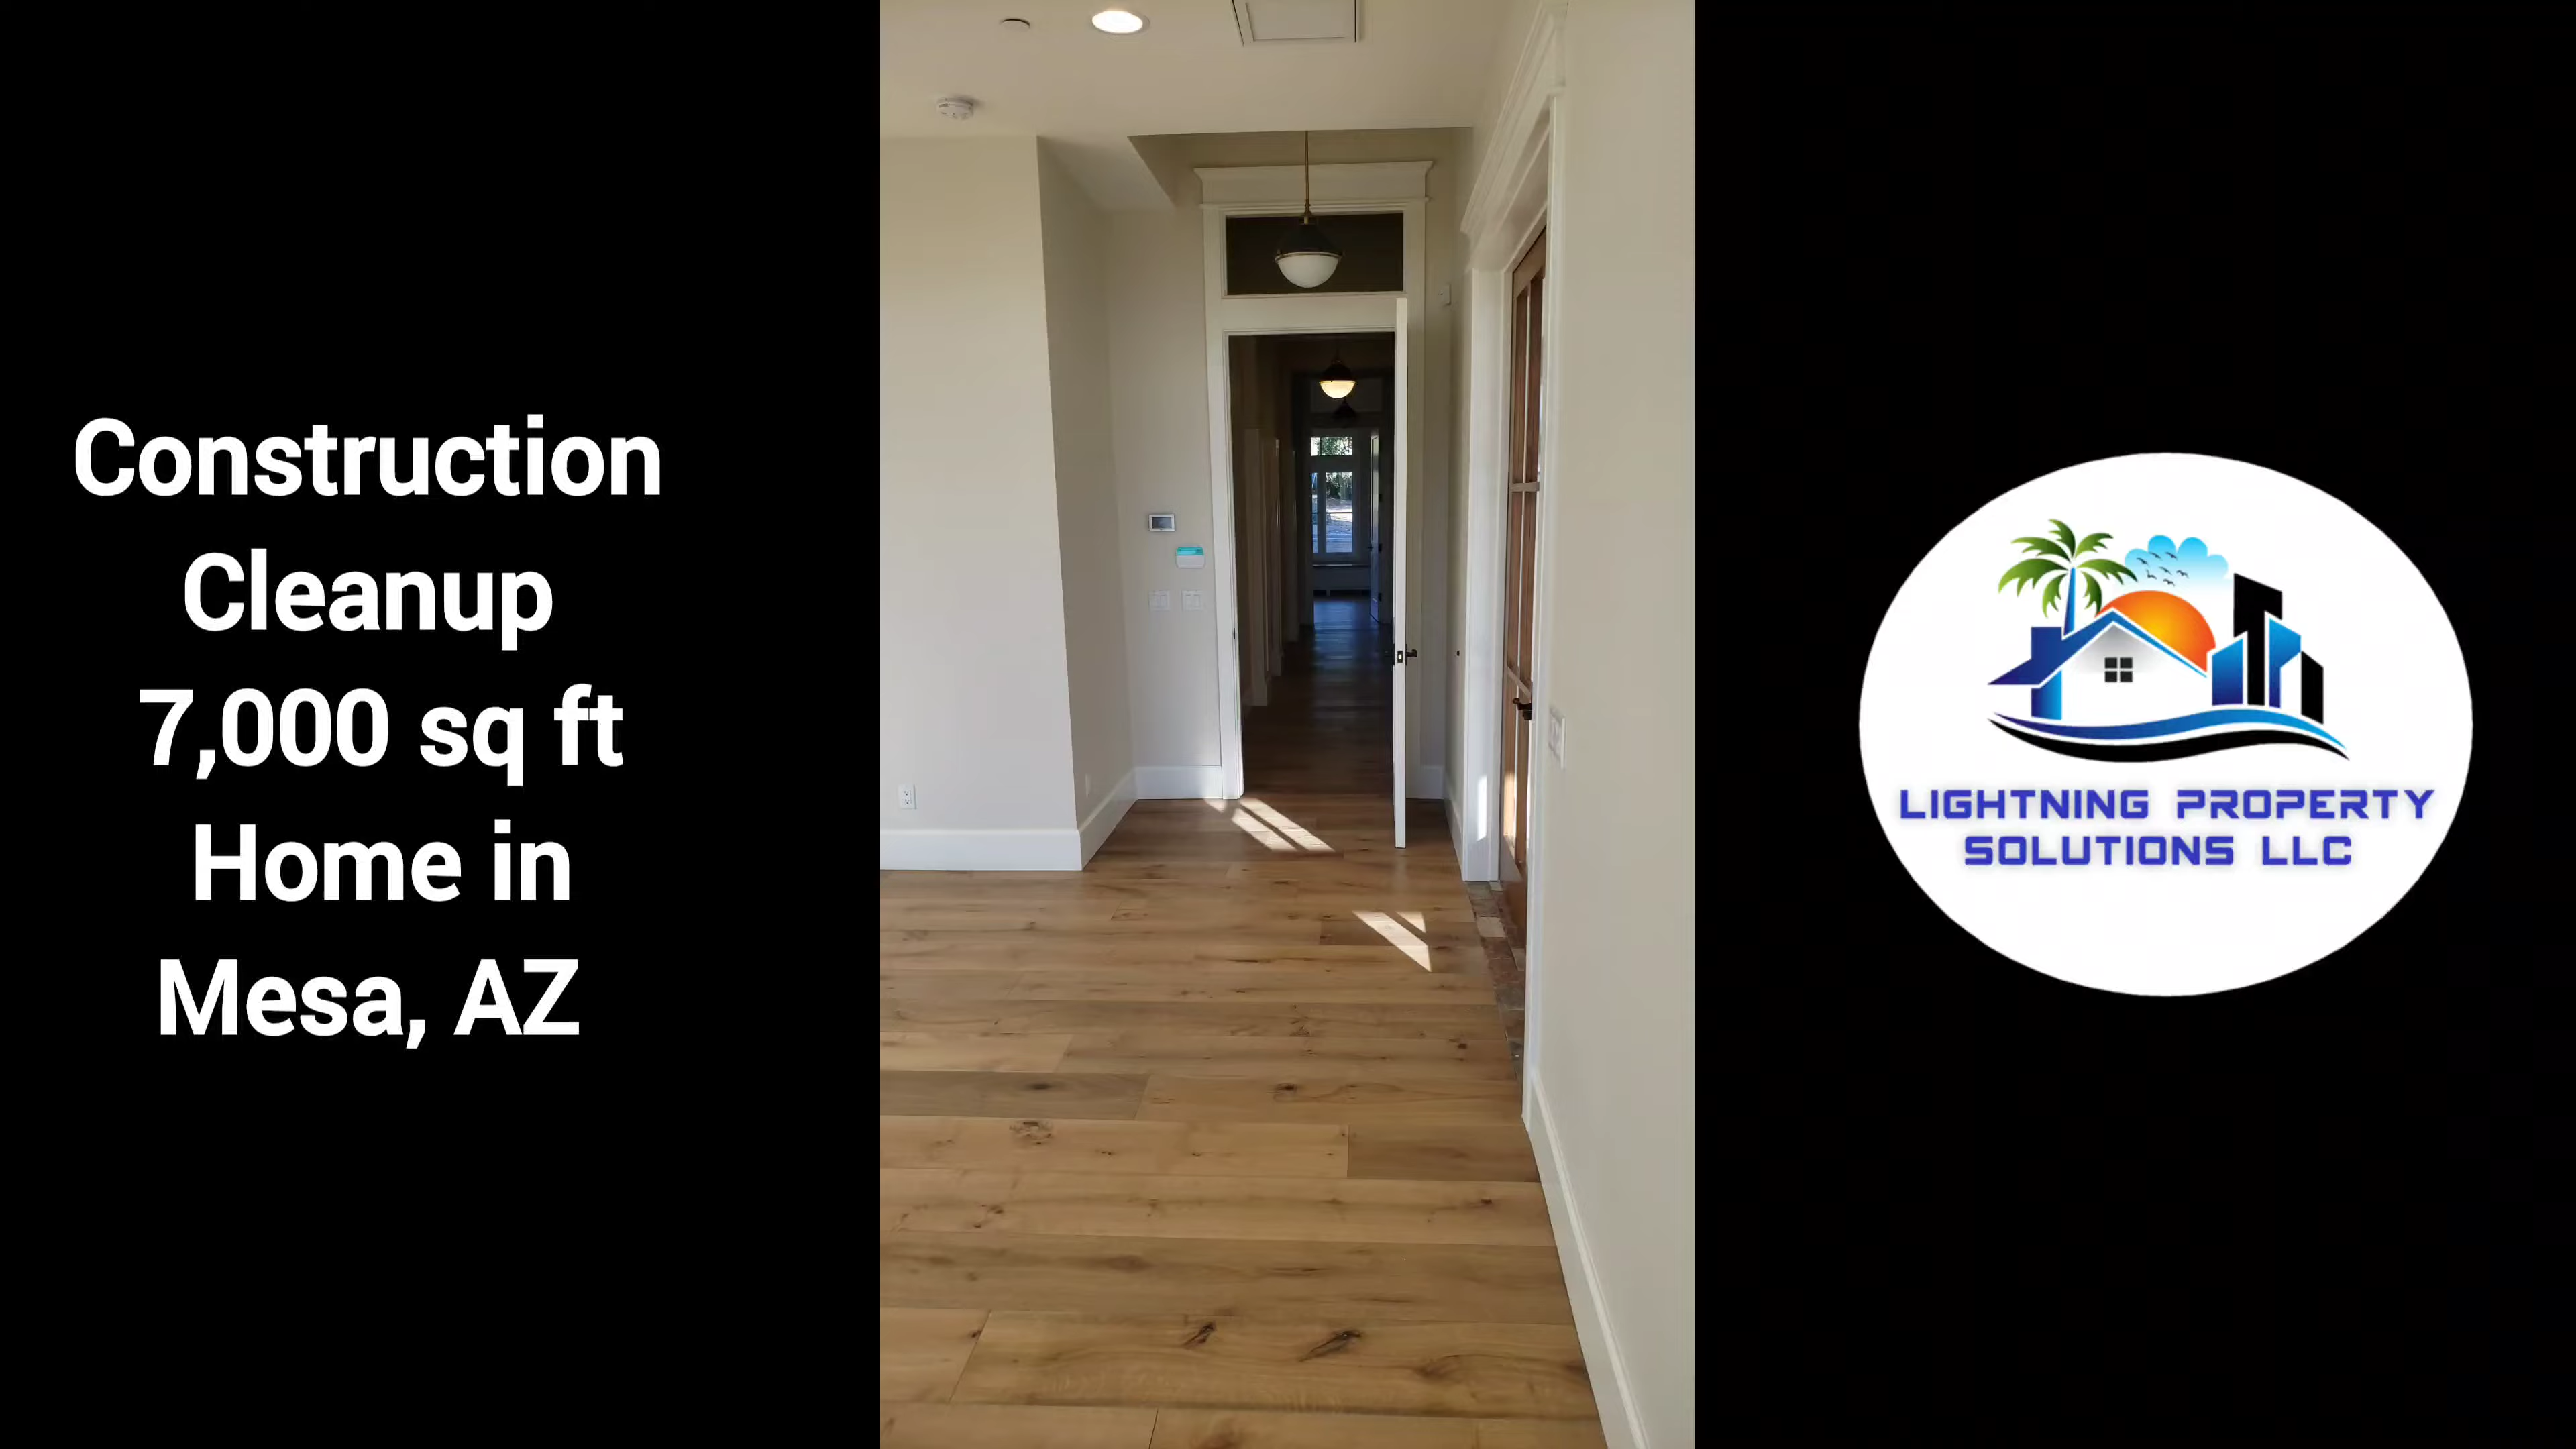 Construction
Cleanup
7,000 sq ft
Home in
Mesa, AZ
LIGHTNING PROPERTY
SOLUTIONS LLC